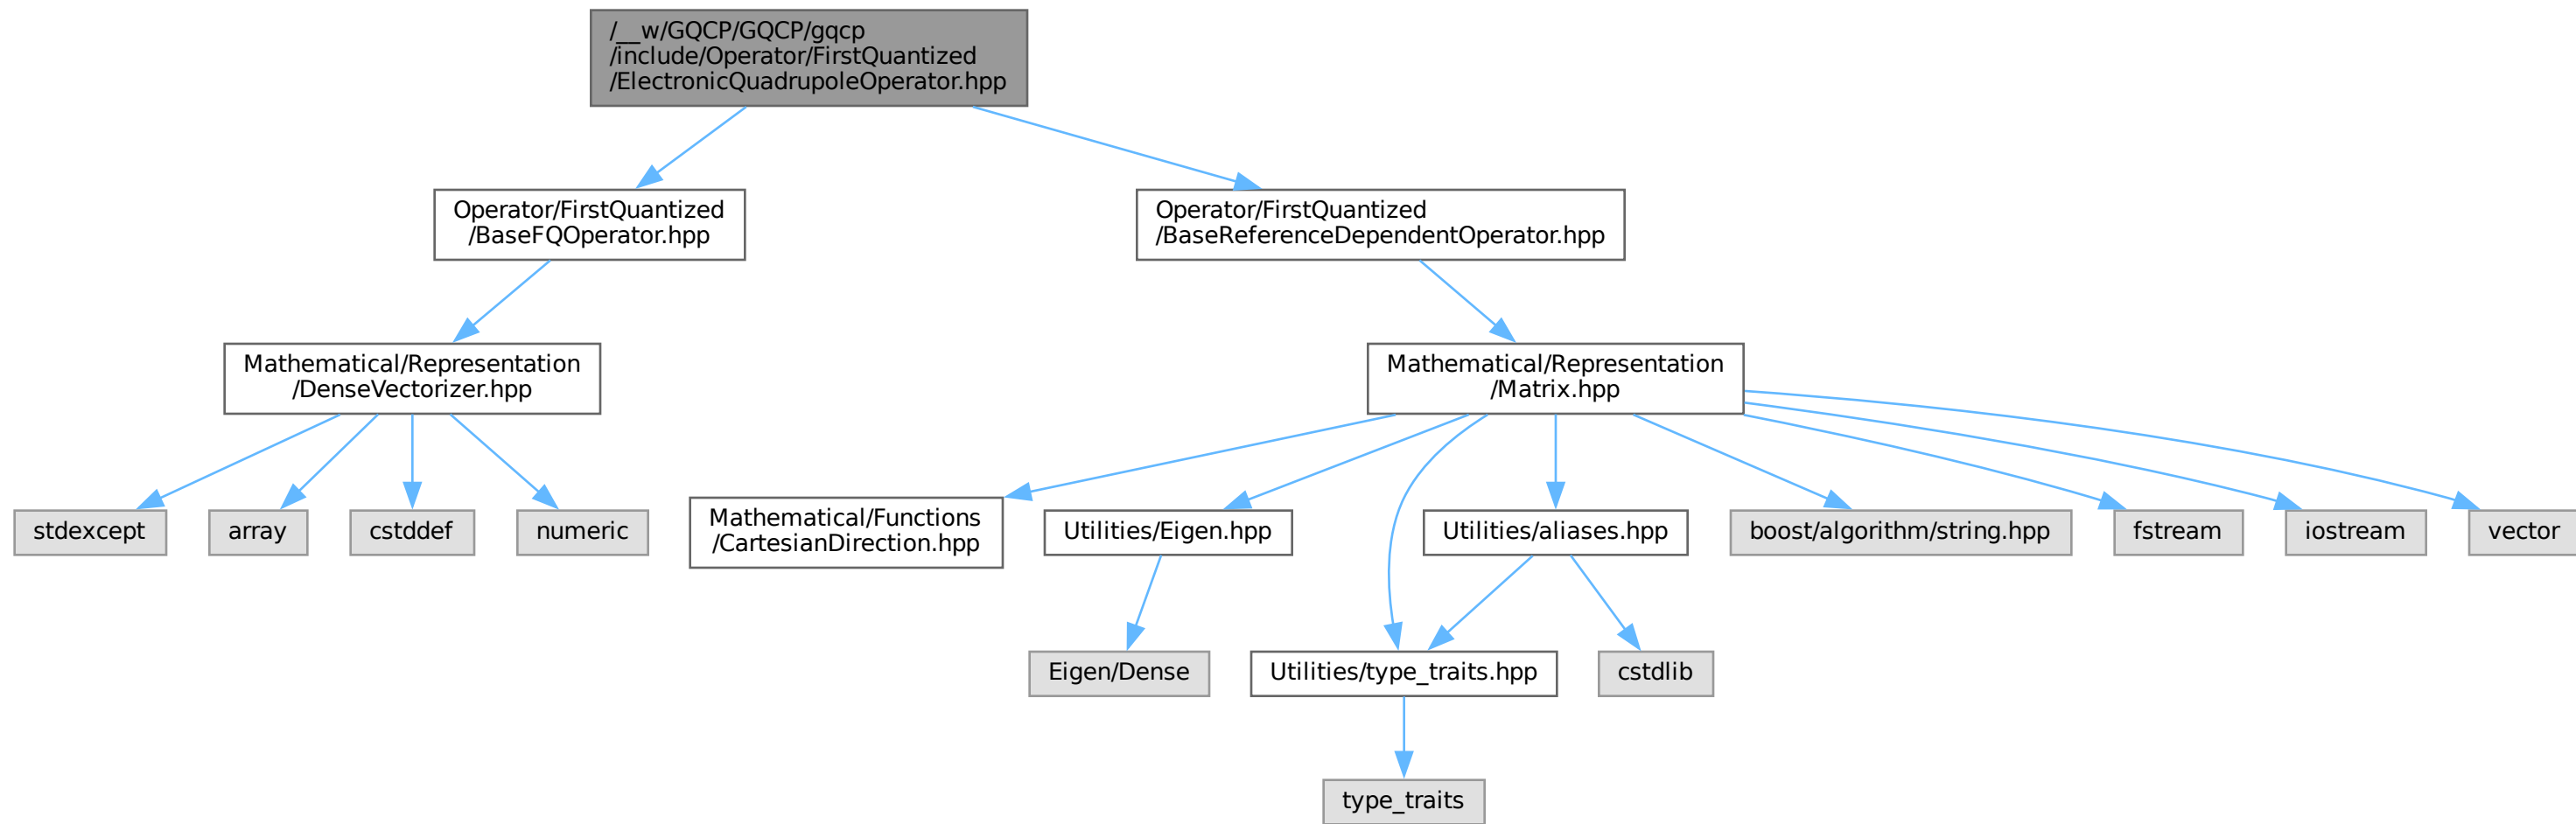 /__w/GQCP/GQCP/gqcp
/include/Operator/FirstQuantized
/ElectronicQuadrupoleOperator.hpp
Operator/FirstQuantized
/BaseFQOperator.hpp
Operator/FirstQuantized
/BaseReferenceDependentOperator.hpp
Mathematical/Representation
/DenseVectorizer.hpp
Mathematical/Representation
/Matrix.hpp
stdexcept
array
cstddef
numeric
Mathematical/Functions
/CartesianDirection.hpp
Utilities/Eigen.hpp
Utilities/aliases.hpp
boost/algorithm/string.hpp
fstream
iostream
vector
Eigen/Dense
Utilities/type_traits.hpp
cstdlib
type_traits